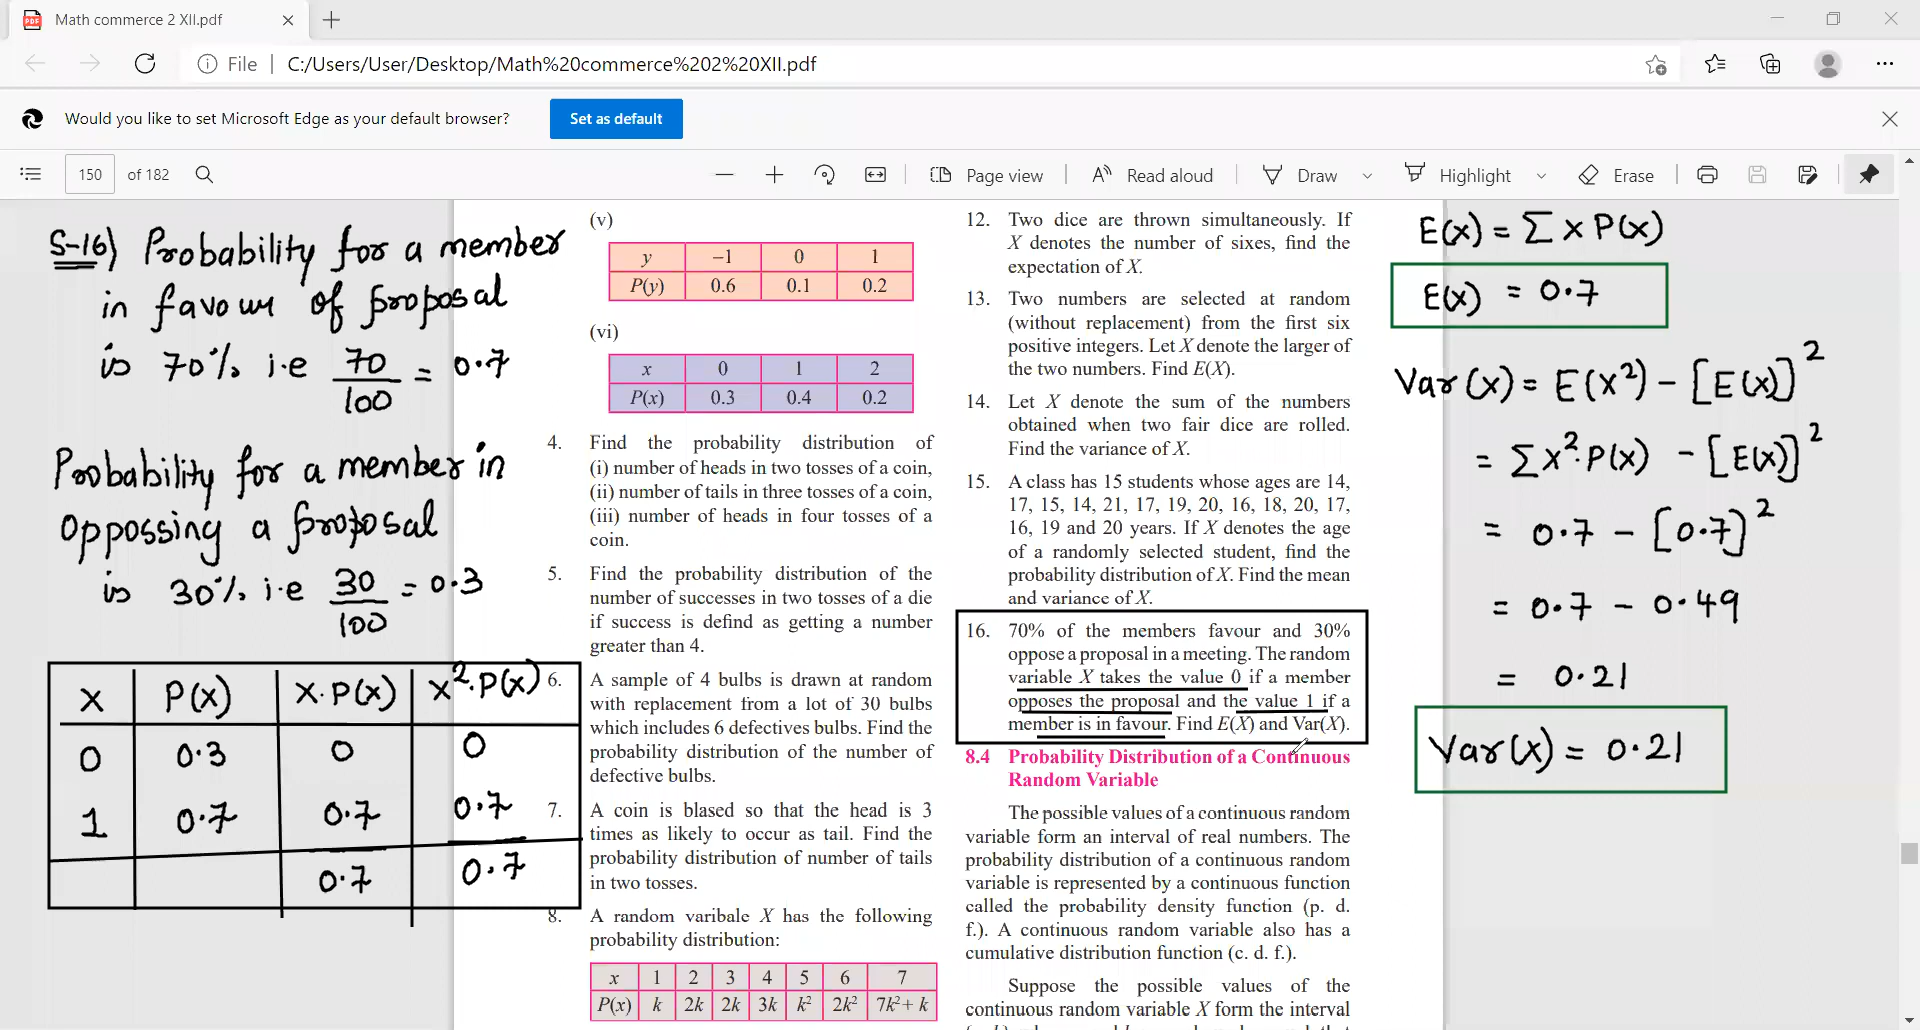 Math commerce 2 XII.pdf
File | C:/Users/User/Desktop/Math%20commerce%202%20XII.pdf
Would you like to set Microsoft Edge as your default browser? Set as default
150 of 182 Page view Read aloud Draw Highlight Erase
S-16) Probability for a member
in favour of proposal
is 70% i.e 70/100 = 0.7
Probability for a member in
Oppossing a proposal
is 30% i.e 30/100 = 0.3
X P(x) X.P(x) X².P(x)
0 0.3 0 0
1 0.7 0.7 0.7
0.7 0.7
(v)
y −1 0 1
P(y) 0.6 0.1 0.2
(vi)
x 0 1 2
P(x) 0.3 0.4 0.2
4. Find the probability distribution of
(i) number of heads in two tosses of a coin,
(ii) number of tails in three tosses of a coin,
(iii) number of heads in four tosses of a
coin.
5. Find the probability distribution of the
number of successes in two tosses of a die
if success is defind as getting a number
greater than 4.
6. A sample of 4 bulbs is drawn at random
with replacement from a lot of 30 bulbs
which includes 6 defectives bulbs. Find the
probability distribution of the number of
defective bulbs.
7. A coin is blased so that the head is 3
times as likely to occur as tail. Find the
probability distribution of number of tails
in two tosses.
8. A random varibale X has the following
probability distribution:
x 1 2 3 4 5 6 7
P(x) k 2k 2k 3k k² 2k² 7k²+ k
12. Two dice are thrown simultaneously. If
X denotes the number of sixes, find the
expectation of X.
13. Two numbers are selected at random
(without replacement) from the first six
positive integers. Let X denote the larger of
the two numbers. Find E(X).
14. Let X denote the sum of the numbers
obtained when two fair dice are rolled.
Find the variance of X.
15. A class has 15 students whose ages are 14,
17, 15, 14, 21, 17, 19, 20, 16, 18, 20, 17,
16, 19 and 20 years. If X denotes the age
of a randomly selected student, find the
probability distribution of X. Find the mean
and variance of X.
16. 70% of the members favour and 30%
oppose a proposal in a meeting. The random
variable X takes the value 0 if a member
opposes the proposal and the value 1 if a
member is in favour. Find E(X) and Var(X).
8.4 Probability Distribution of a Continuous
Random Variable
The possible values of a continuous random
variable form an interval of real numbers. The
probability distribution of a continuous random
variable is represented by a continuous function
called the probability density function (p. d.
f.). A continuous random variable also has a
cumulative distribution function (c. d. f.).
Suppose the possible values of the
continuous random variable X form the interval
E(x) = Σ x P(x)
E(x) = 0.7
Var(x) = E(x²) − [E(x)]²
= Σx².P(x) − [E(x)]²
= 0.7 − [0.7]²
= 0.7 − 0.49
= 0.21
Var(x) = 0.21